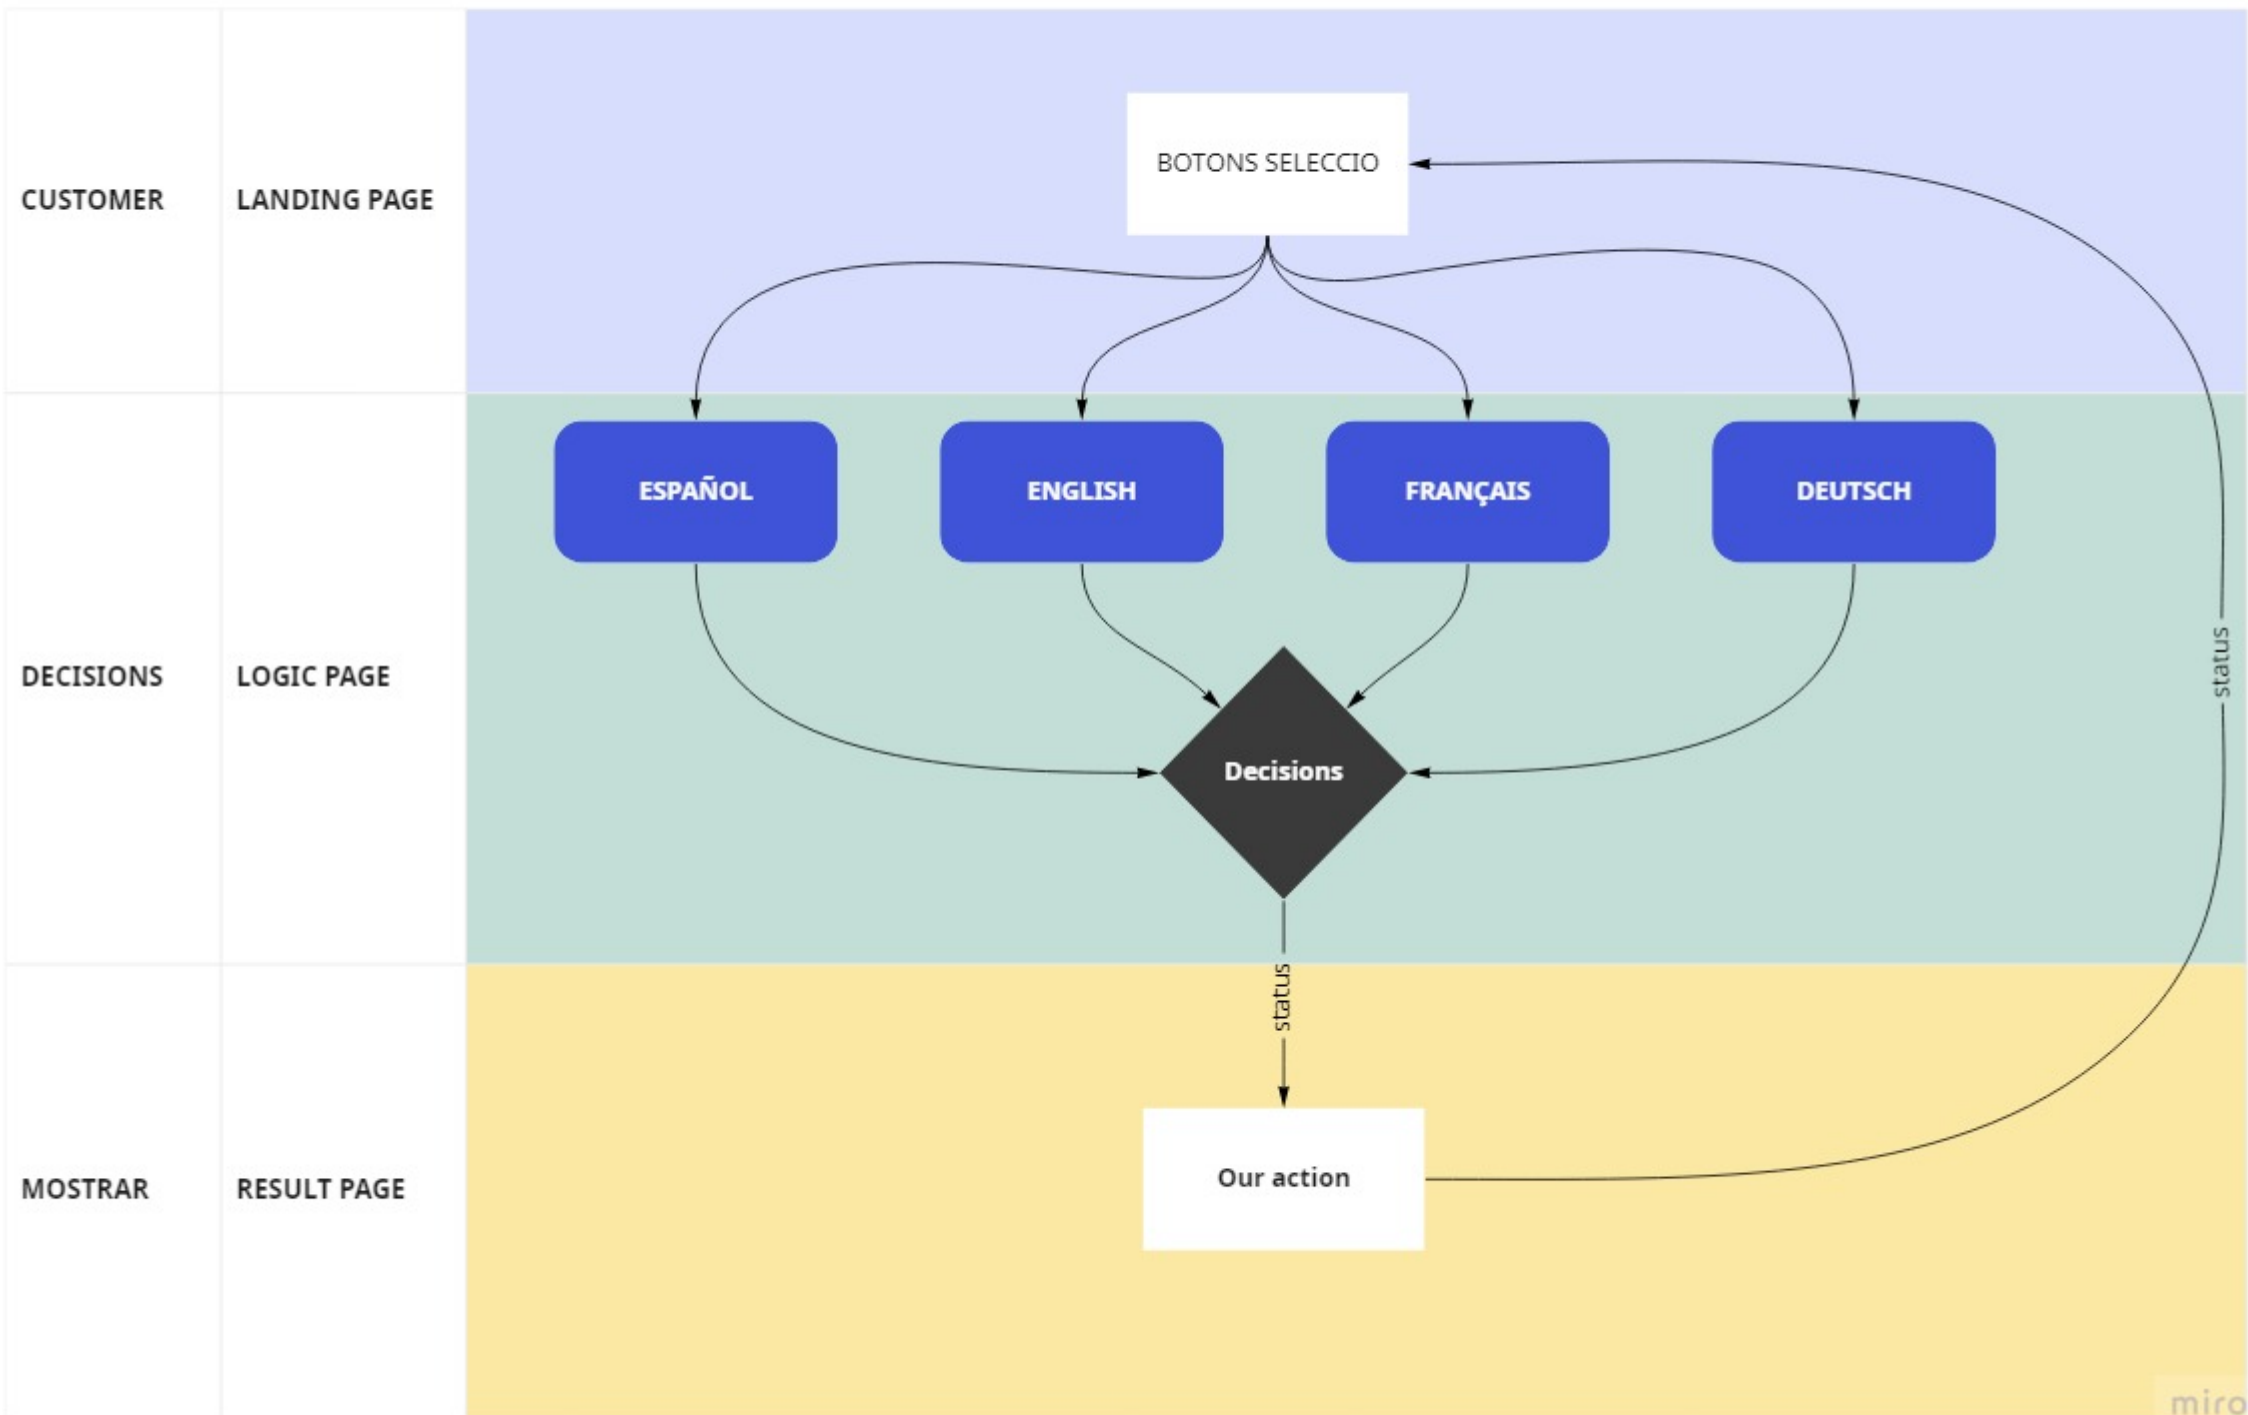 BOTONS SELECCIO
CUSTOMER
LANDING PAGE
ESPAÑOL
ENGLISH
FRANÇAIS
DEUTSCH
DECISIONS
LOGIC PAGE
status
Decisions
status
MOSTRAR
RESULT PAGE
Our action
miro